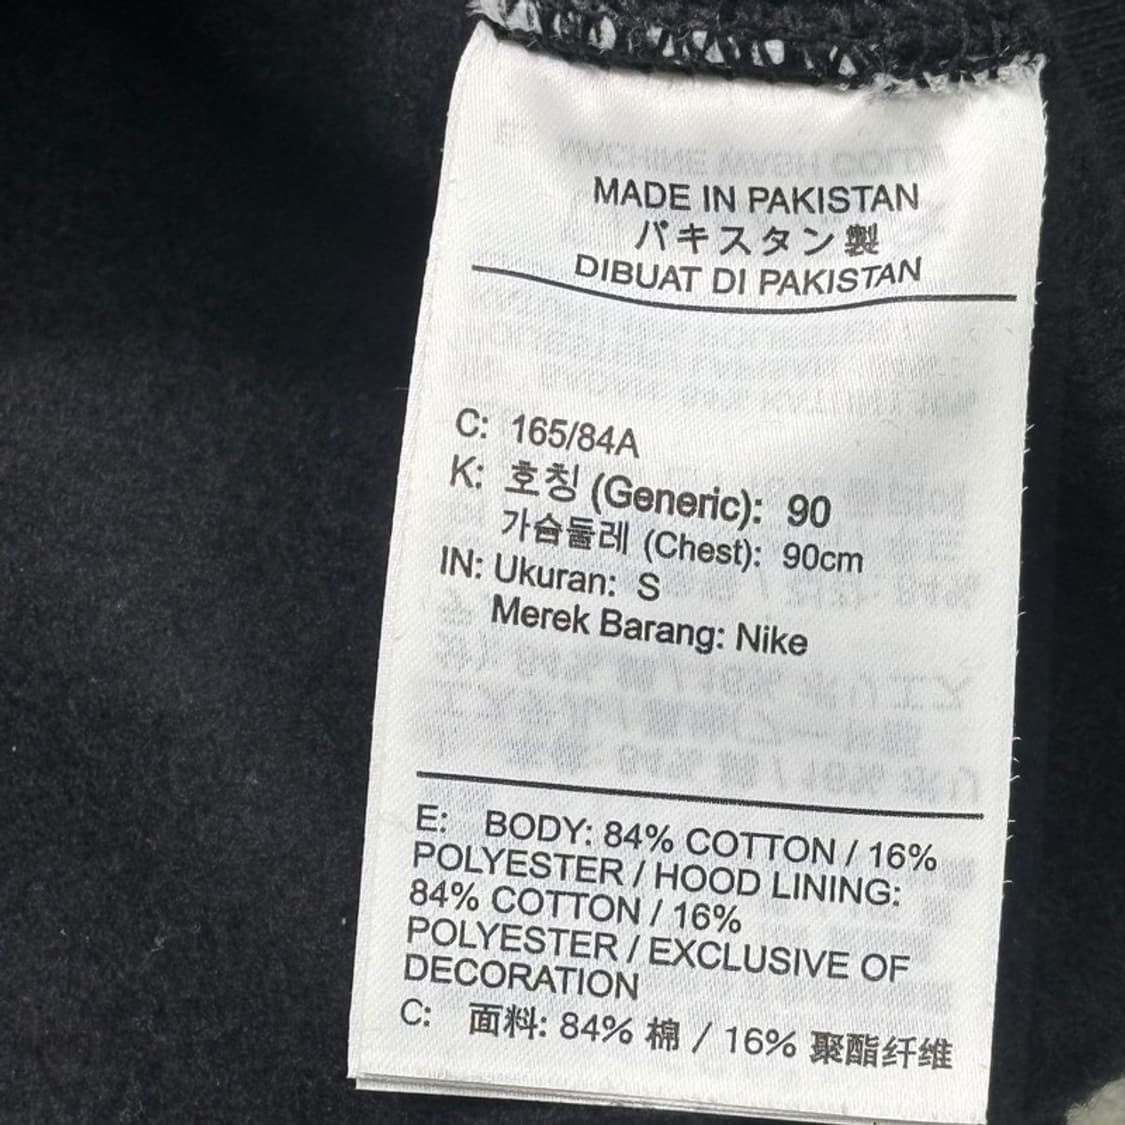 MADE IN PAKISTAN
パキスタン製
DIBUAT DI PAKISTAN
C: 165/84A
K: 호칭 (Generic): 90
가슴둘레 (Chest): 90cm
IN: Ukuran: S
Merek Barang: Nike
E: BODY: 84% COTTON / 16%
POLYESTER / HOOD LINING:
84% COTTON / 16%
POLYESTER / EXCLUSIVE OF
DECORATION
C: 面料: 84% 棉 / 16% 聚酯纤维